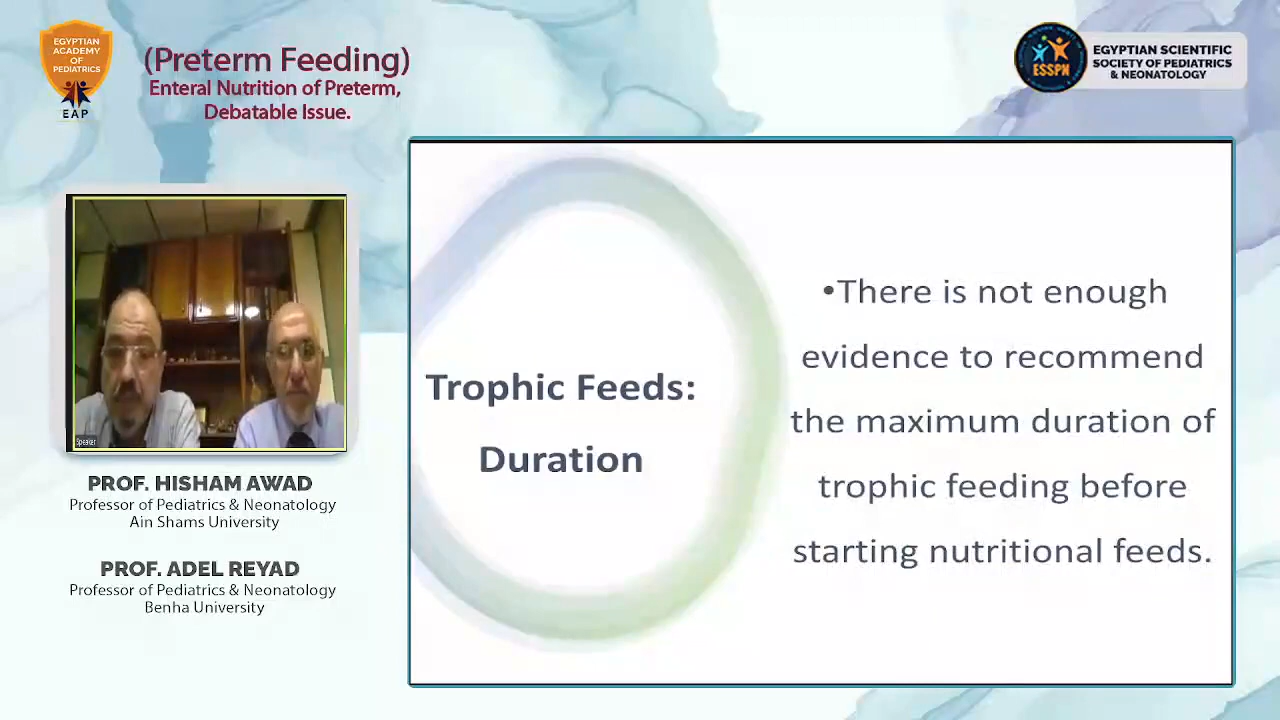 EGYPTIAN
ACADEMY
OF
PEDIATRICS
EAP
(Preterm Feeding)
Enteral Nutrition of Preterm,
Debatable Issue.
ESSPN
EGYPTIAN SCIENTIFIC
SOCIETY OF PEDIATRICS
& NEONATOLOGY
Speaker
PROF. HISHAM AWAD
Professor of Pediatrics & Neonatology
Ain Shams University
PROF. ADEL REYAD
Professor of Pediatrics & Neonatology
Benha University
Trophic Feeds:
Duration
•There is not enough
evidence to recommend
the maximum duration of
trophic feeding before
starting nutritional feeds.